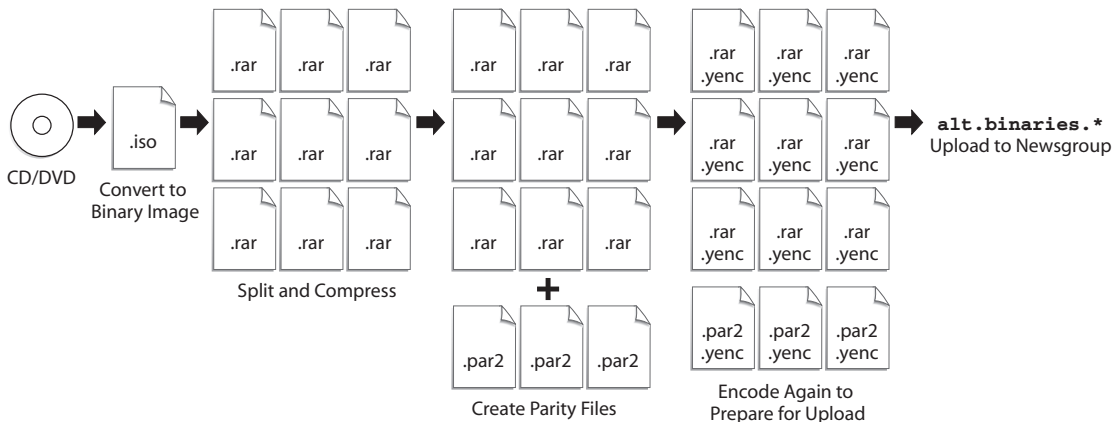 CD/DVD
.iso
Convert to
Binary Image
.rar .rar .rar
.rar .rar .rar
.rar .rar .rar
Split and Compress
.rar .rar .rar
.rar .rar .rar
.rar .rar .rar
+
.par2 .par2 .par2
Create Parity Files
.rar .rar .rar
.yenc .yenc .yenc
.rar .rar .rar
.yenc .yenc .yenc
.rar .rar .rar
.yenc .yenc .yenc
.par2 .par2 .par2
.yenc .yenc .yenc
Encode Again to
Prepare for Upload
alt.binaries.*
Upload to Newsgroup